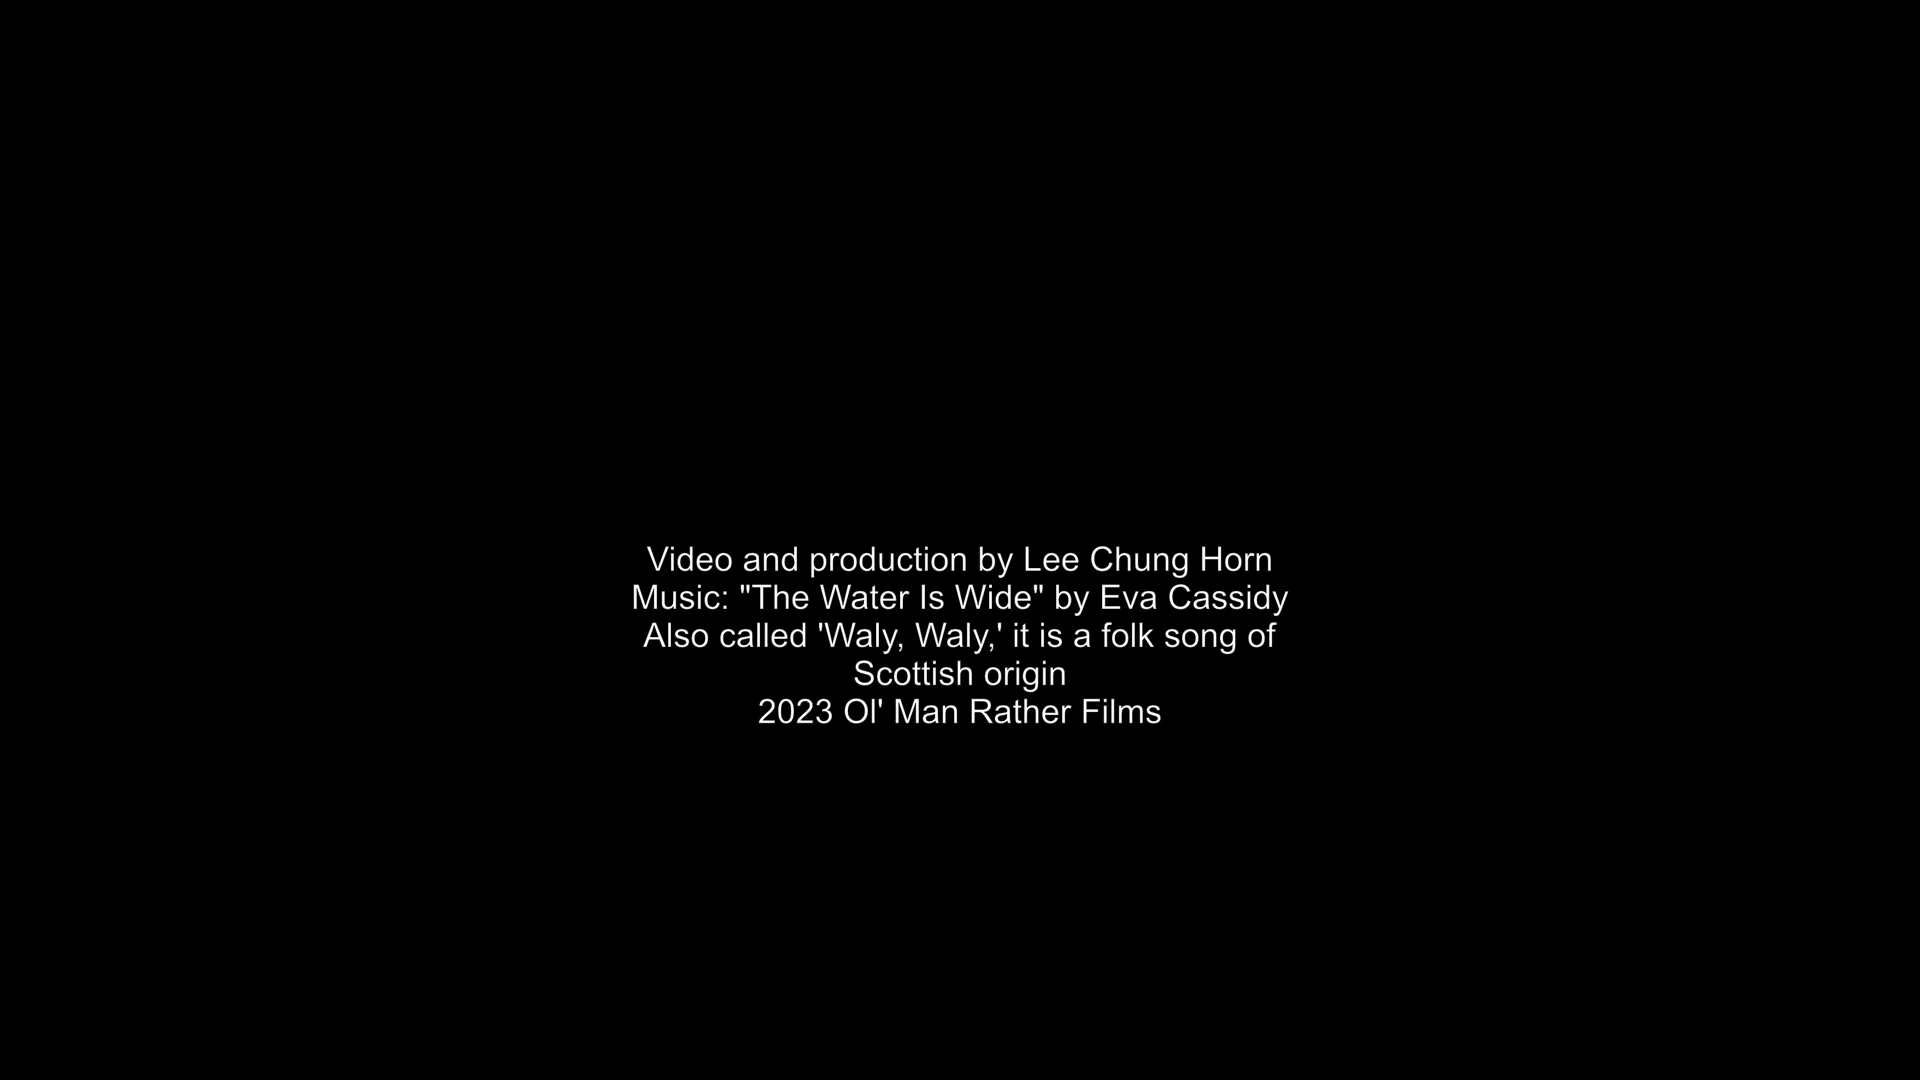 Video and production by Lee Chung Horn
Music: "The Water Is Wide" by Eva Cassidy
Also called 'Waly, Waly,' it is a folk song of
Scottish origin
2023 Ol' Man Rather Films